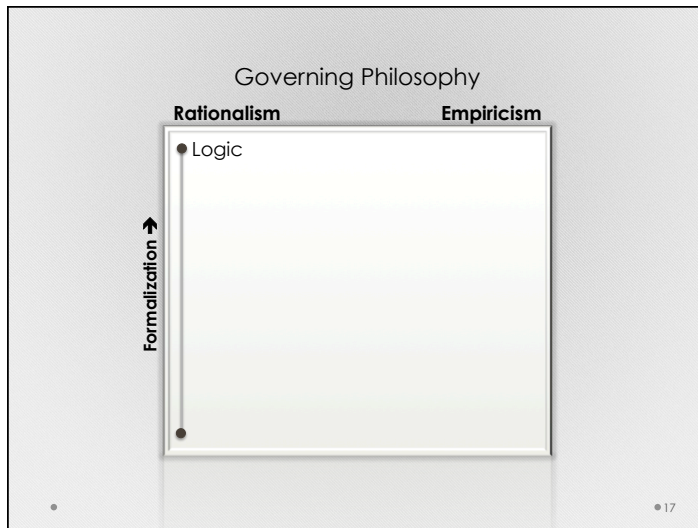 Governing Philosophy
Rationalism Empiricism
Logic
Formalization ➔
17